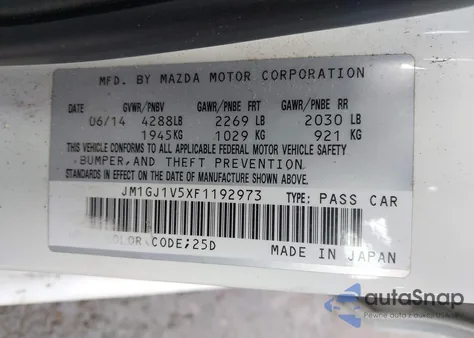 MFD. BY MAZDA MOTOR CORPORATION
DATE GVWR/PNBV GAWR/PNBE FRT GAWR/PNBE RR
06/14 4288LB 2269 LB 2030 LB
1945KG 1029 KG 921 KG
THIS VEHICLE CONFORMS TO ALL APPLICABLE FEDERAL MOTOR VEHICLE SAFETY,
BUMPER, AND THEFT PREVENTION
STANDARDS IN EFFECT ON THE DATE OF MANUFACTURE SHOWN ABOVE.
JM1GJ1V5XF1192973 TYPE: PASS CAR
COLOR CODE;25D MADE IN JAPAN
autoSnap